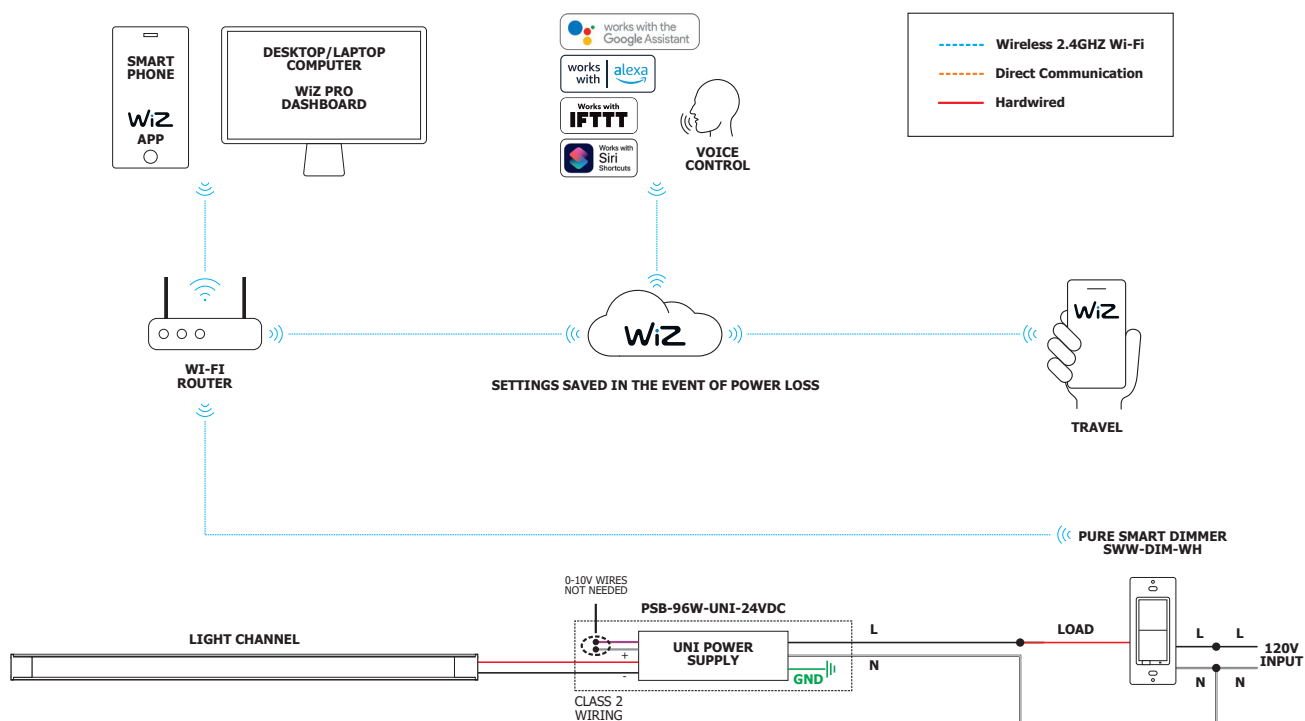 SMART
PHONE
WiZ
APP
DESKTOP/LAPTOP
COMPUTER
WiZ PRO
DASHBOARD
works with the
Google Assistant
works
with
alexa
Works with
IFTTT
Works with
Siri
Shortcuts
VOICE
CONTROL
Wireless 2.4GHZ Wi-Fi
Direct Communication
Hardwired
WI-FI
ROUTER
WiZ
SETTINGS SAVED IN THE EVENT OF POWER LOSS
WiZ
TRAVEL
PURE SMART DIMMER
SWW-DIM-WH
0-10V WIRES
NOT NEEDED
PSB-96W-UNI-24VDC
LIGHT CHANNEL
UNI POWER
SUPPLY
+
-
GND
L
N
LOAD
L
L
120V
INPUT
N
N
CLASS 2
WIRING